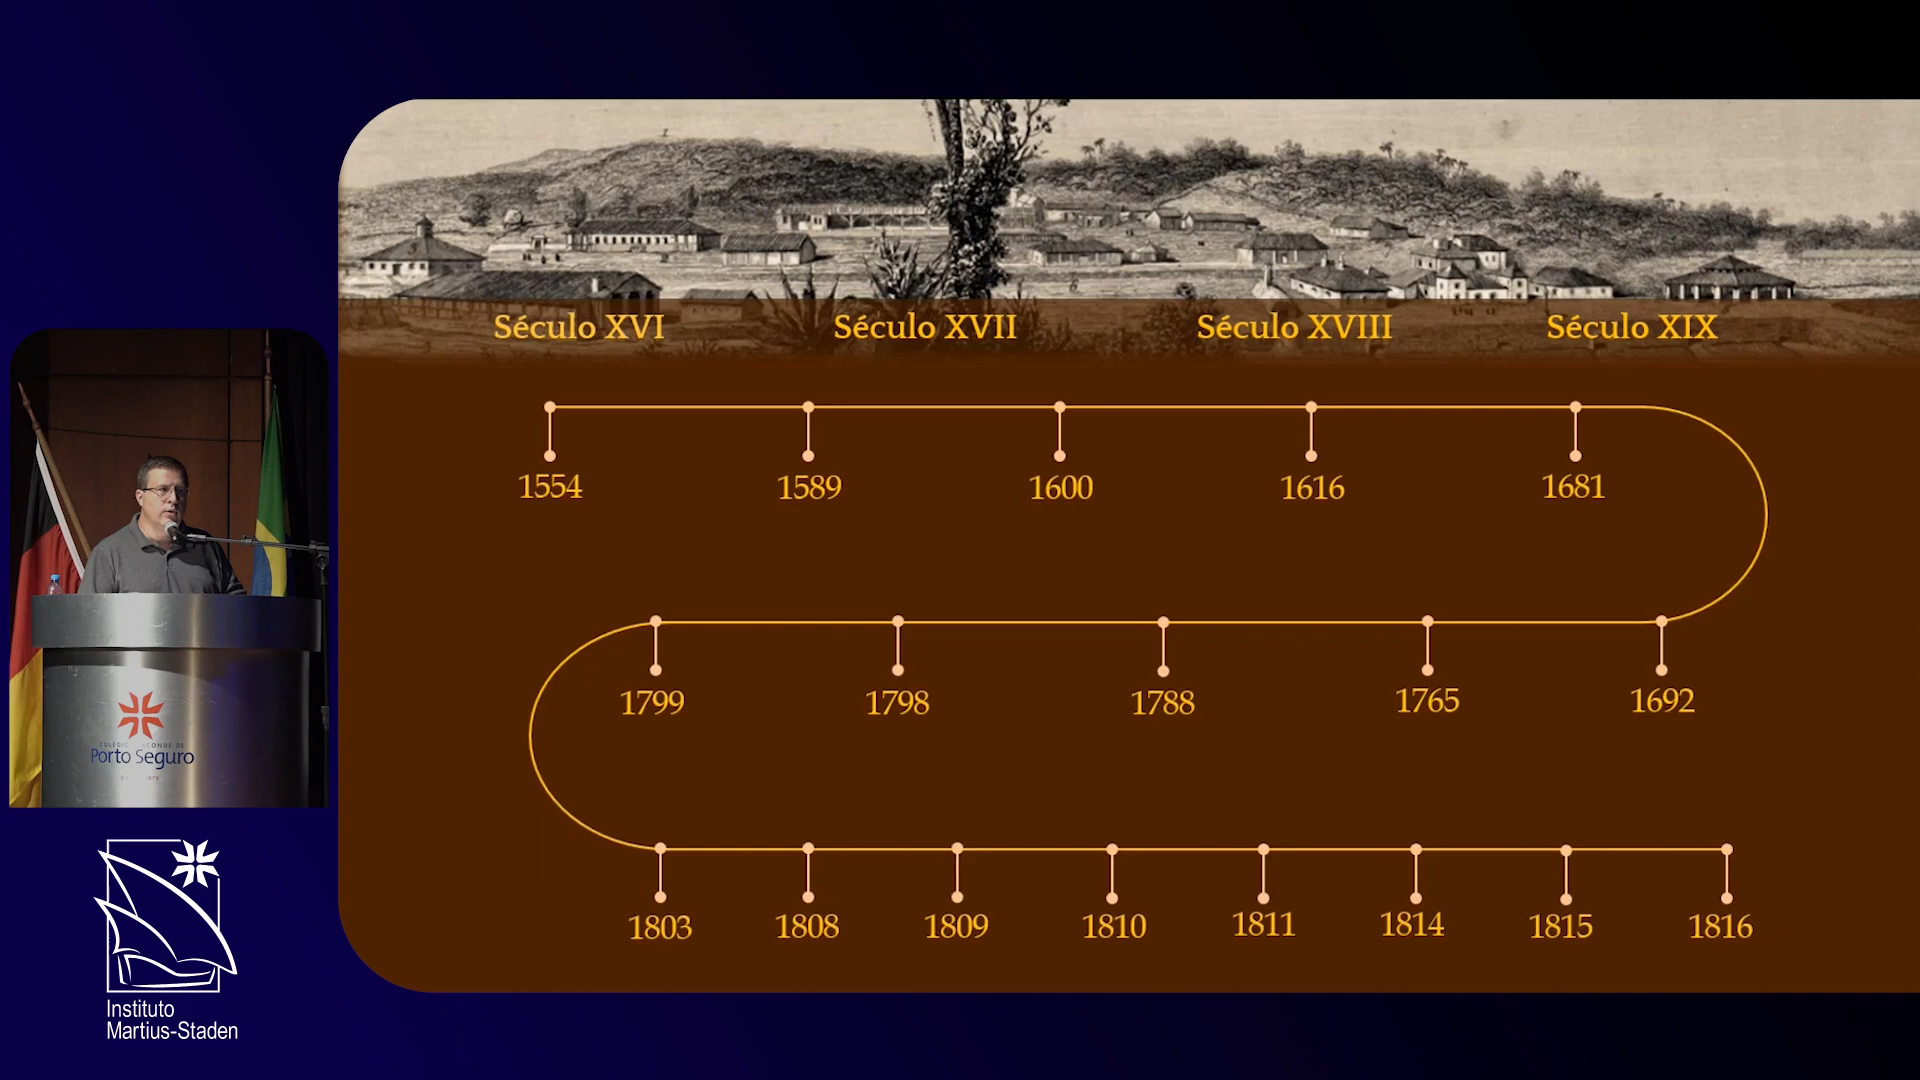 Século XVI
Século XVII
Século XVIII
Século XIX
1554
1589
1600
1616
1681
1799
1798
1788
1765
1692
1803
1808
1809
1810
1811
1814
1815
1816
Porto Seguro
Instituto
Martius-Staden